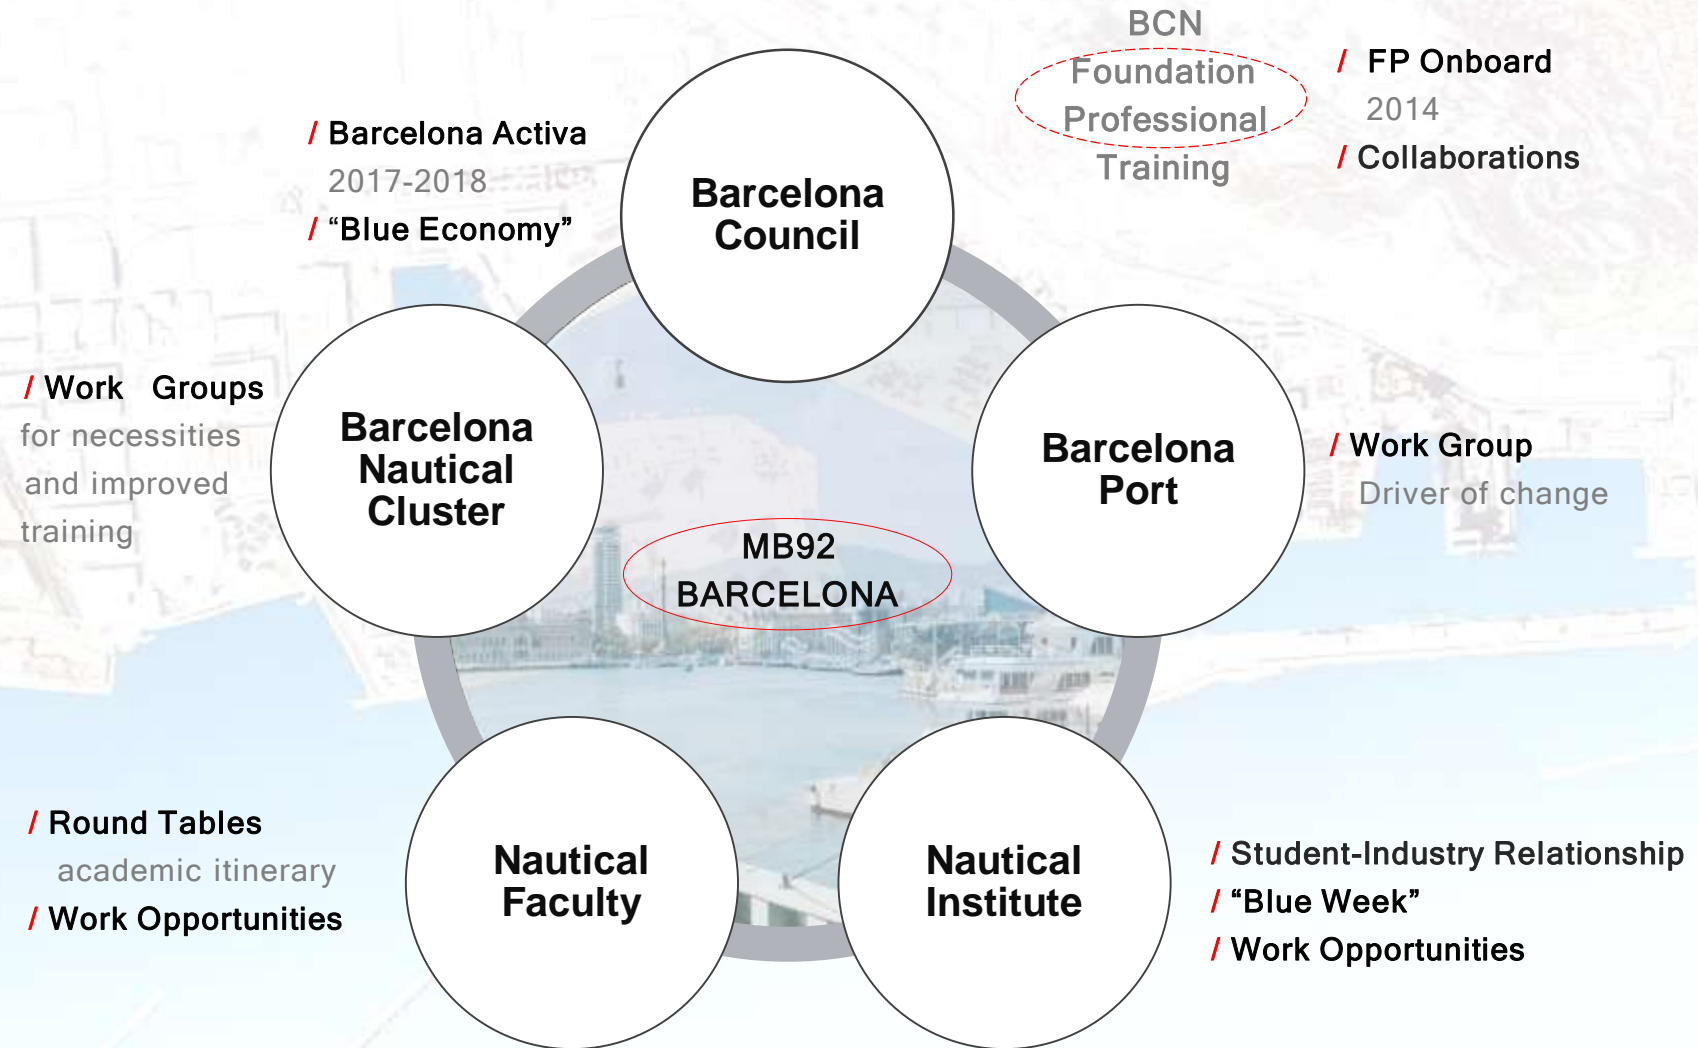 BCN
Foundation
Professional
Training
/ FP Onboard
2014
/ Collaborations
/ Barcelona Activa
2017-2018
/ “Blue Economy”
Barcelona
Council
/ Work Groups
for necessities
and improved
training
Barcelona
Nautical
Cluster
Barcelona
Port
/ Work Group
Driver of change
MB92
BARCELONA
/ Round Tables
academic itinerary
/ Work Opportunities
Nautical
Faculty
Nautical
Institute
/ Student-Industry Relationship
/ “Blue Week”
/ Work Opportunities